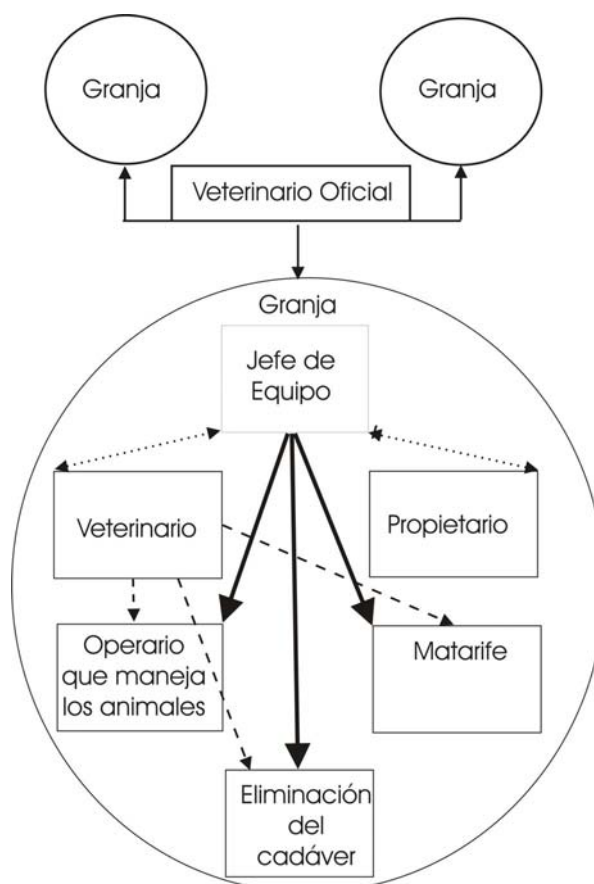 Granja
Granja
Veterinario Oficial
Granja
Jefe de
Equipo
Veterinario
Propietario
Operario
que maneja
los animales
Matarife
Eliminación
del
cadáver